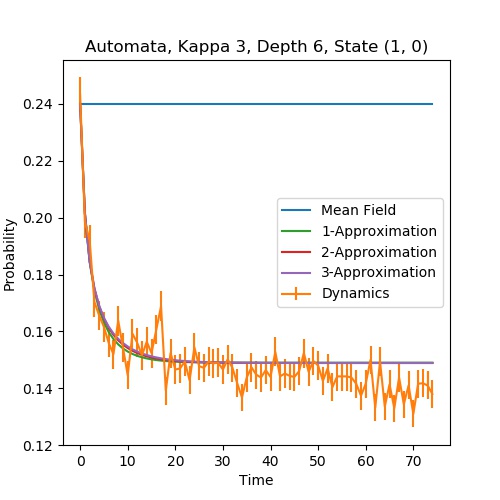 Automata, Kappa 3, Depth 6, State (1, 0)
Probability
0.24
0.22
0.20
0.18
0.16
0.14
0.12
Mean Field
1-Approximation
2-Approximation
3-Approximation
Dynamics
0 10 20 30 40 50 60 70
Time